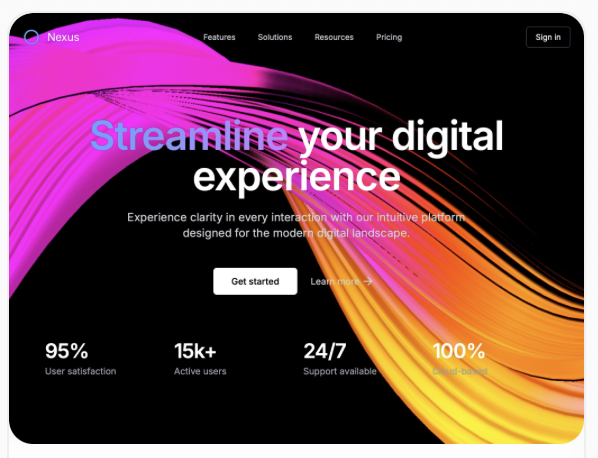 Nexus
Features Solutions Resources Pricing
Sign in
Streamline your digital
experience
Experience clarity in every interaction with our intuitive platform
designed for the modern digital landscape.
Get started Learn more →
95% 15k+ 24/7 100%
User satisfaction Active users Support available Cloud-based